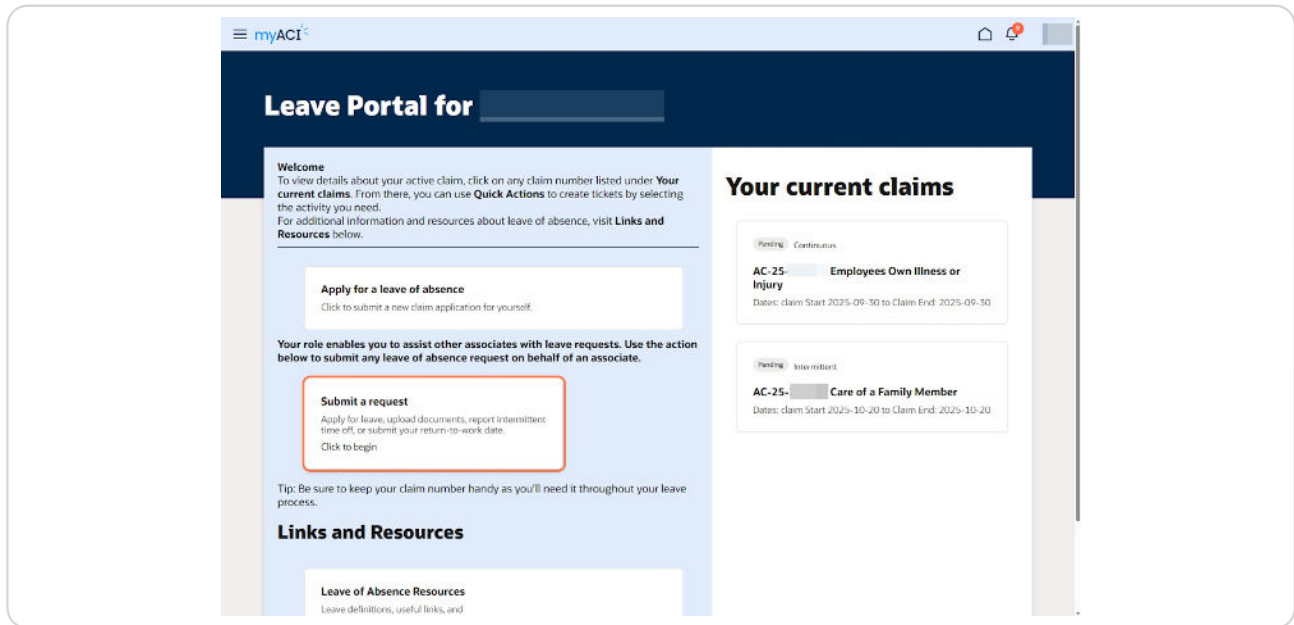 myACI
9
Leave Portal for
Welcome
To view details about your active claim, click on any claim number listed under Your
current claims. From there, you can use Quick Actions to create tickets by selecting
the activity you need.
For additional information and resources about leave of absence, visit Links and
Resources below.
Apply for a leave of absence
Click to submit a new claim application for yourself.
Your role enables you to assist other associates with leave requests. Use the action
below to submit any leave of absence request on behalf of an associate.
Submit a request
Apply for leave, upload documents, report intermittent
time off, or submit your return-to-work date.
Click to begin
Tip: Be sure to keep your claim number handy as you'll need it throughout your leave
process.
Links and Resources
Leave of Absence Resources
Leave definitions, useful links, and
Your current claims
Pending Continuous
AC-25- Employees Own Illness or
Injury
Dates: claim Start 2025-09-30 to Claim End: 2025-09-30
Pending Intermittent
AC-25- Care of a Family Member
Dates: claim Start 2025-10-20 to Claim End: 2025-10-20